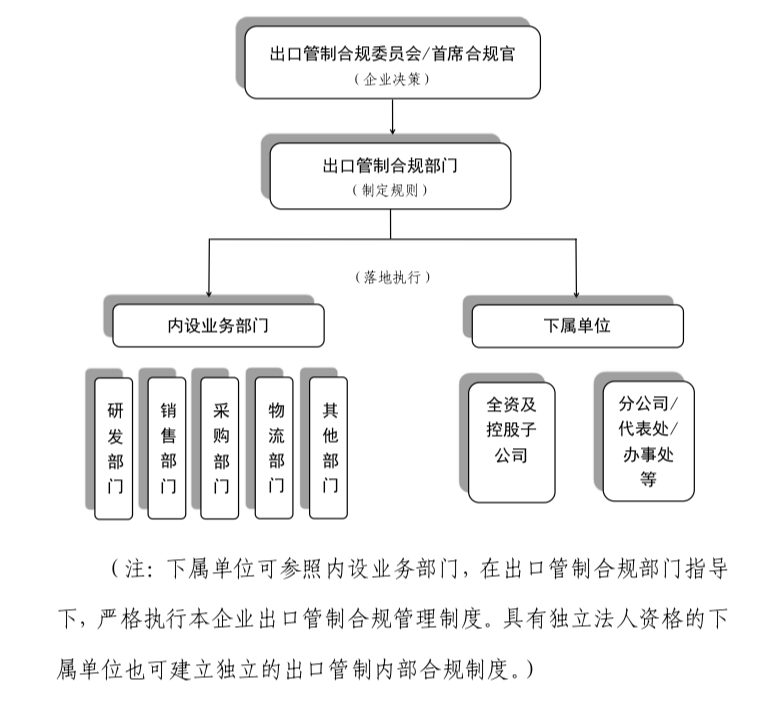 出口管制合规委员会/首席合规官
（企业决策）
出口管制合规部门
（制定规则）
（落地执行）
内设业务部门
下属单位
研发部门
销售部门
采购部门
物流部门
其他部门
全资及
控股子
公司
分公司/
代表处/
办事处
等
（注：下属单位可参照内设业务部门，在出口管制合规部门指导
下，严格执行本企业出口管制合规管理制度。具有独立法人资格的下
属单位也可建立独立的出口管制内部合规制度。）